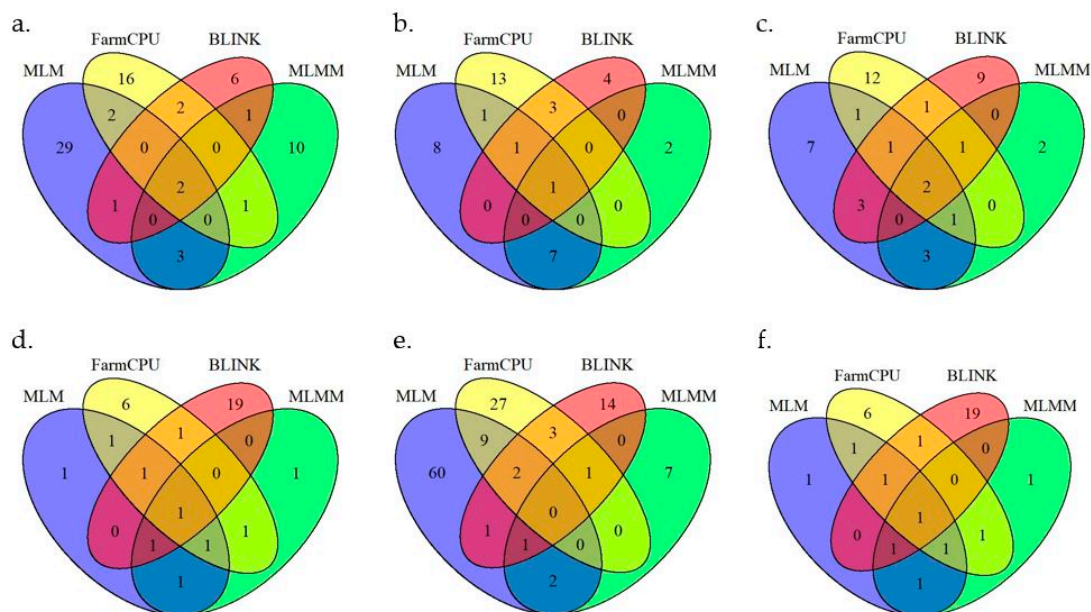 a. b. c.
FarmCPU BLINK FarmCPU BLINK FarmCPU BLINK
MLM MLMM MLM MLMM MLM MLMM
16 6 13 4 12 9
2 2 1 1 3 0 1 1 0
29 0 0 10 8 1 0 2 7 1 1 2
2 1 2
1 0 0 1 0 0 0 0 3 0 1 0
3 7 3
d. e. f.
FarmCPU BLINK FarmCPU BLINK FarmCPU BLINK
MLM MLMM MLM MLMM MLM MLMM
6 19 27 14 6 19
1 1 0 9 3 0 1 1 0
1 1 0 1 60 2 1 7 1 1 0 1
1 0 1
0 1 1 1 1 1 0 0 0 1 1 1
1 2 1